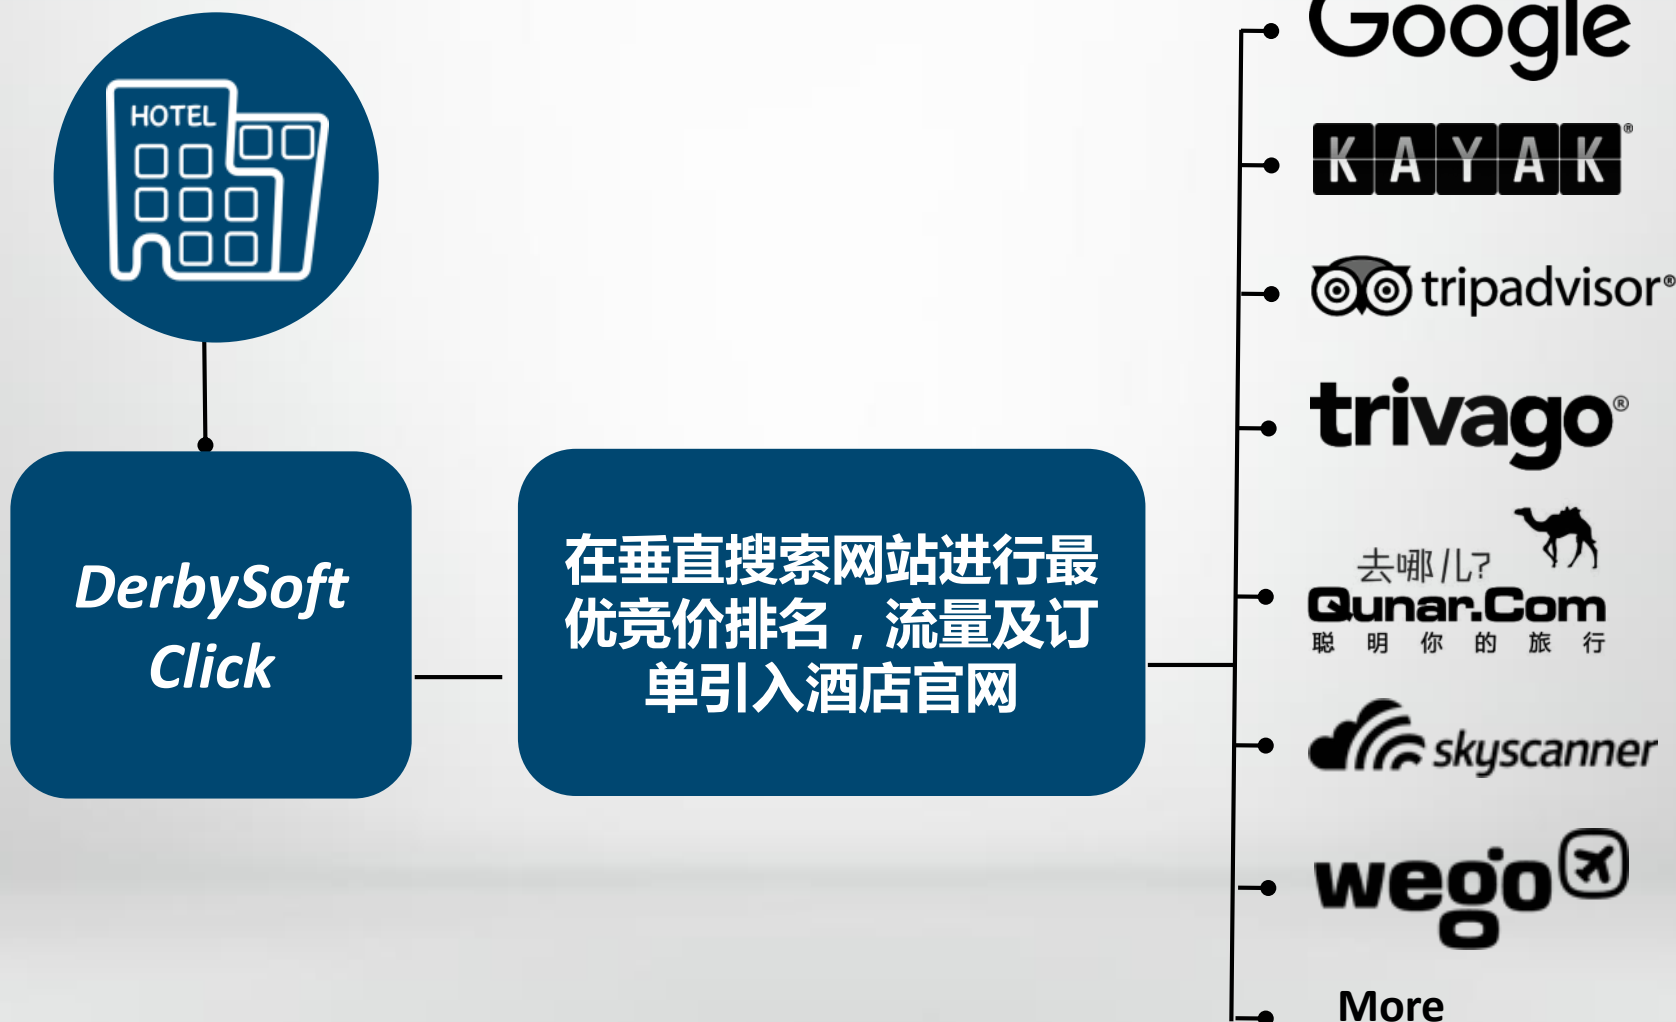 HOTEL
DerbySoft
Click
在垂直搜索网站进行最
优竞价排名，流量及订
单引入酒店官网
Google
KAYAK®
tripadvisor®
trivago®
去哪儿?
Qunar.Com
聪明你的旅行
skyscanner
wego
More